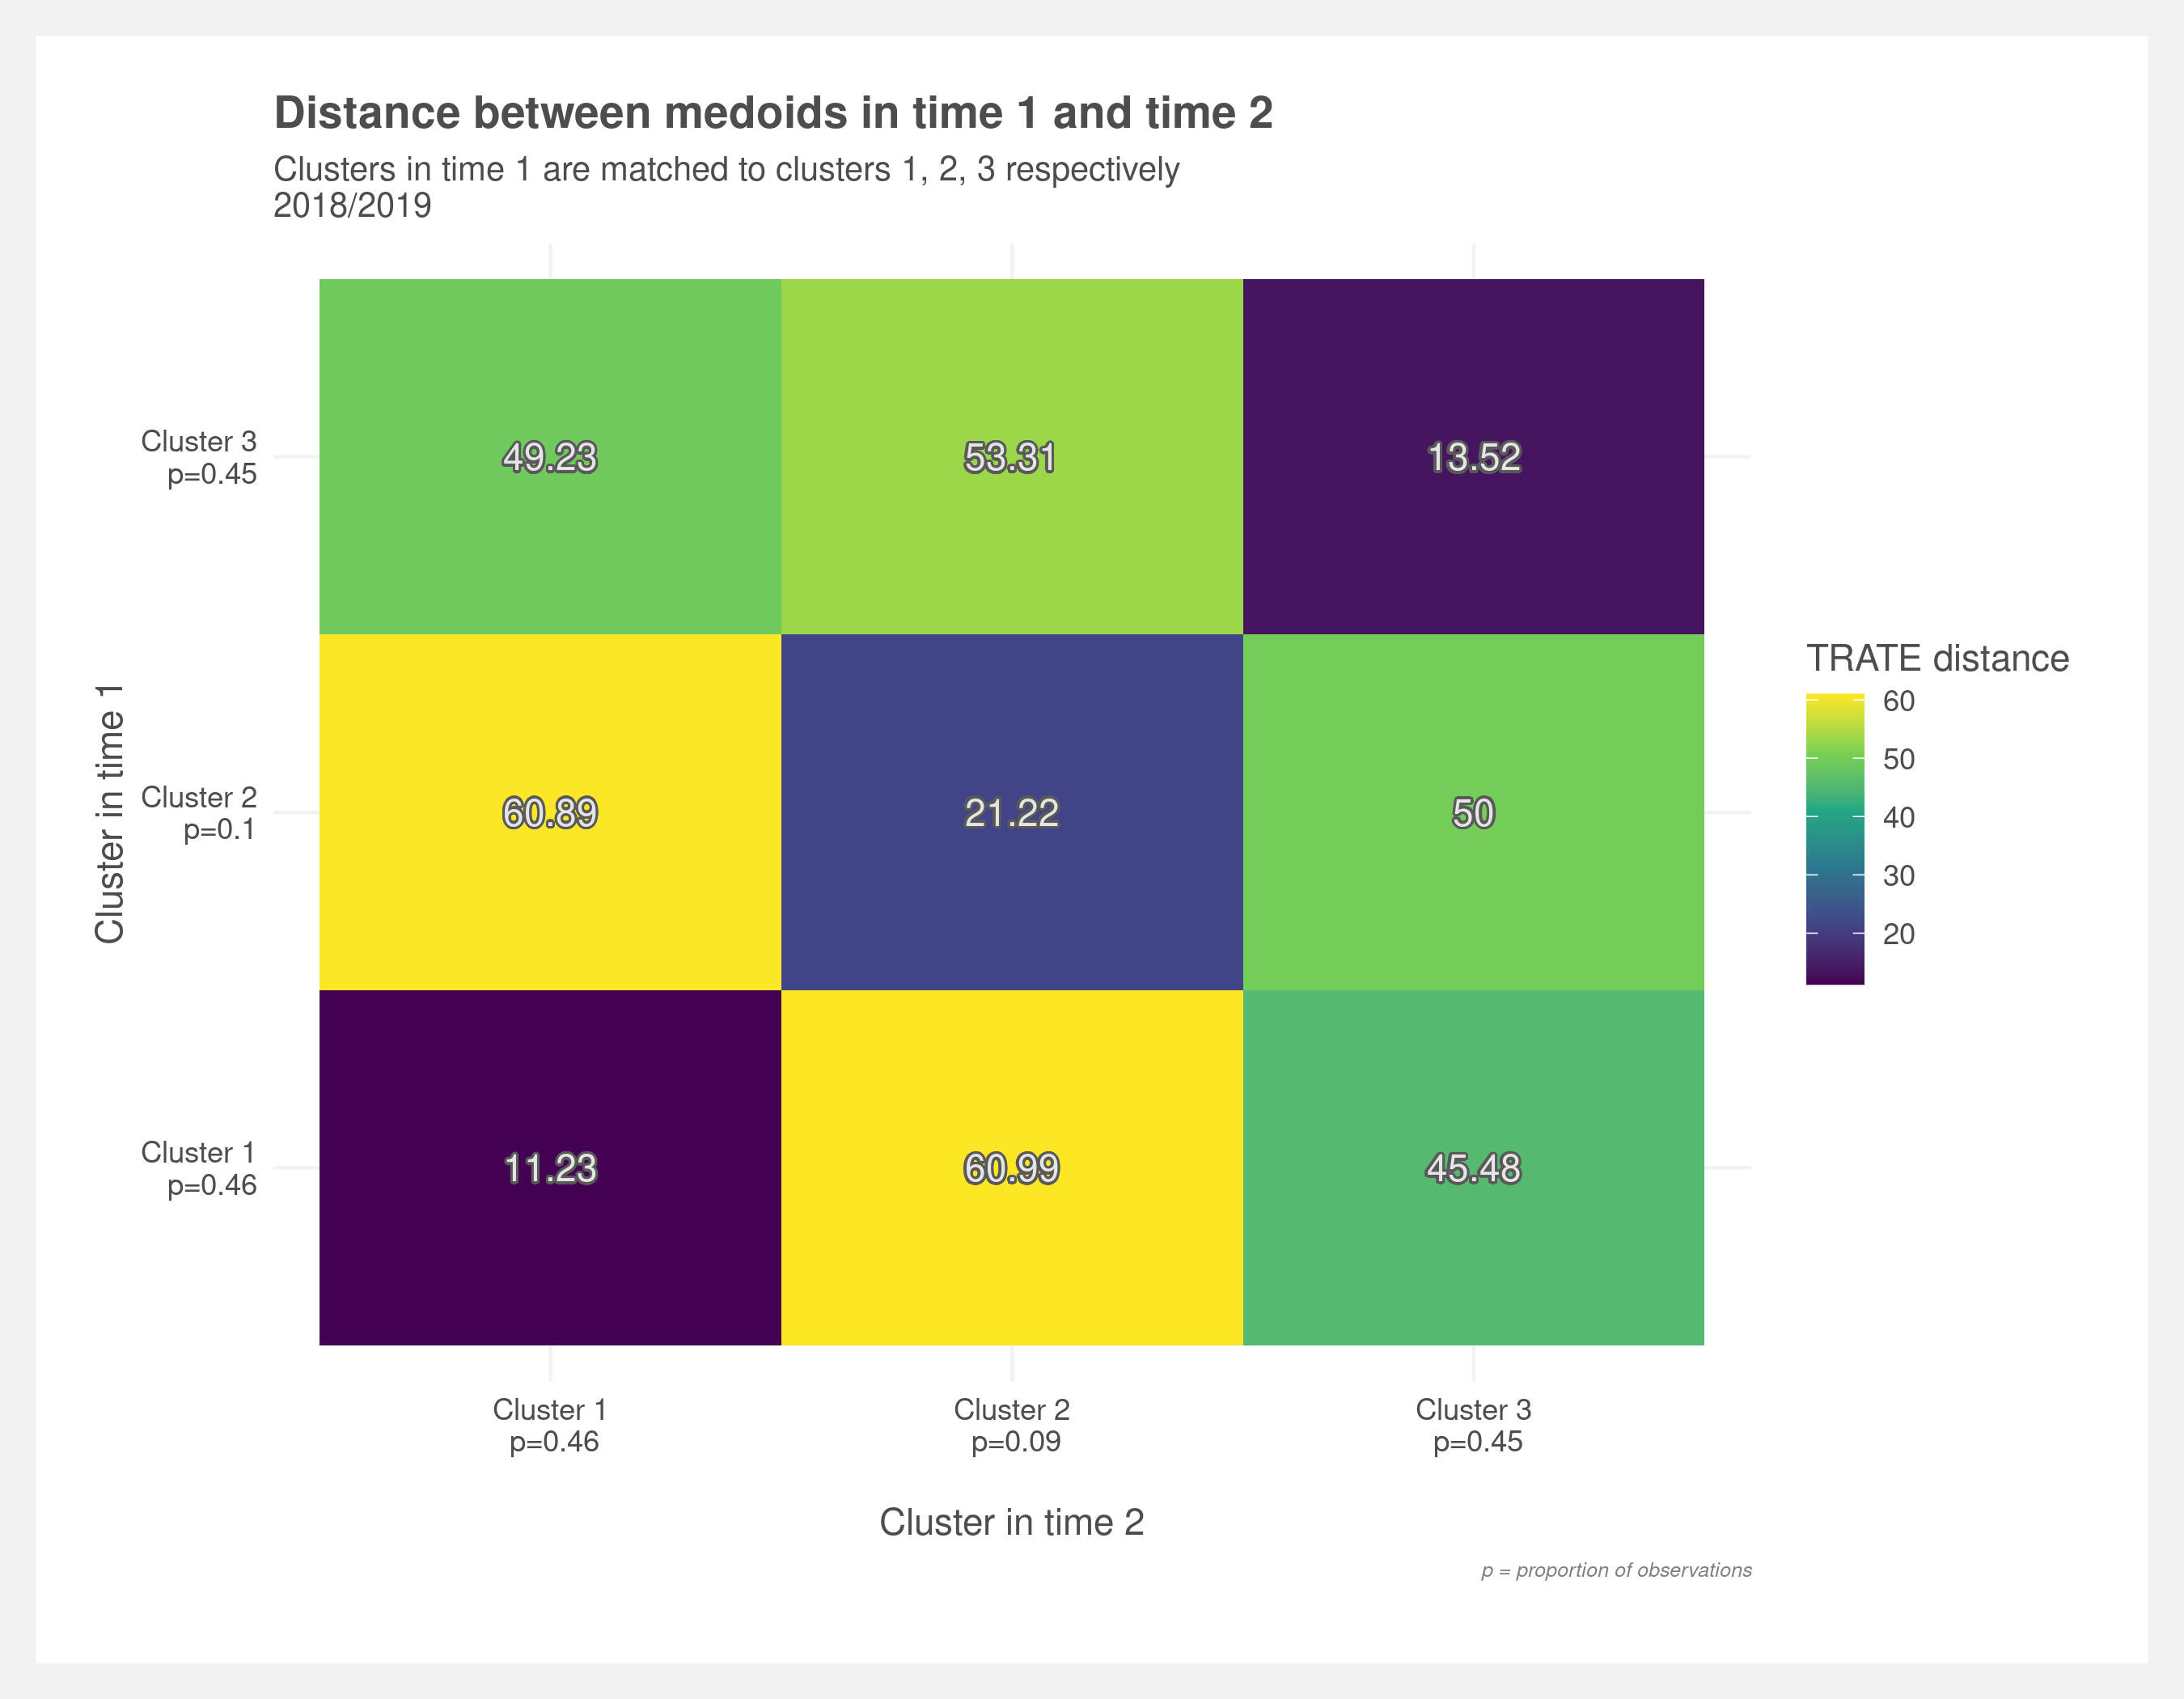 Distance between medoids in time 1 and time 2
Clusters in time 1 are matched to clusters 1, 2, 3 respectively
2018/2019
Cluster in time 1
Cluster 3
p=0.45
49.23
53.31
13.52
Cluster 2
p=0.1
60.89
21.22
50
Cluster 1
p=0.46
11.23
60.99
45.48
Cluster 1
p=0.46
Cluster 2
p=0.09
Cluster 3
p=0.45
Cluster in time 2
TRATE distance
60
50
40
30
20
p = proportion of observations